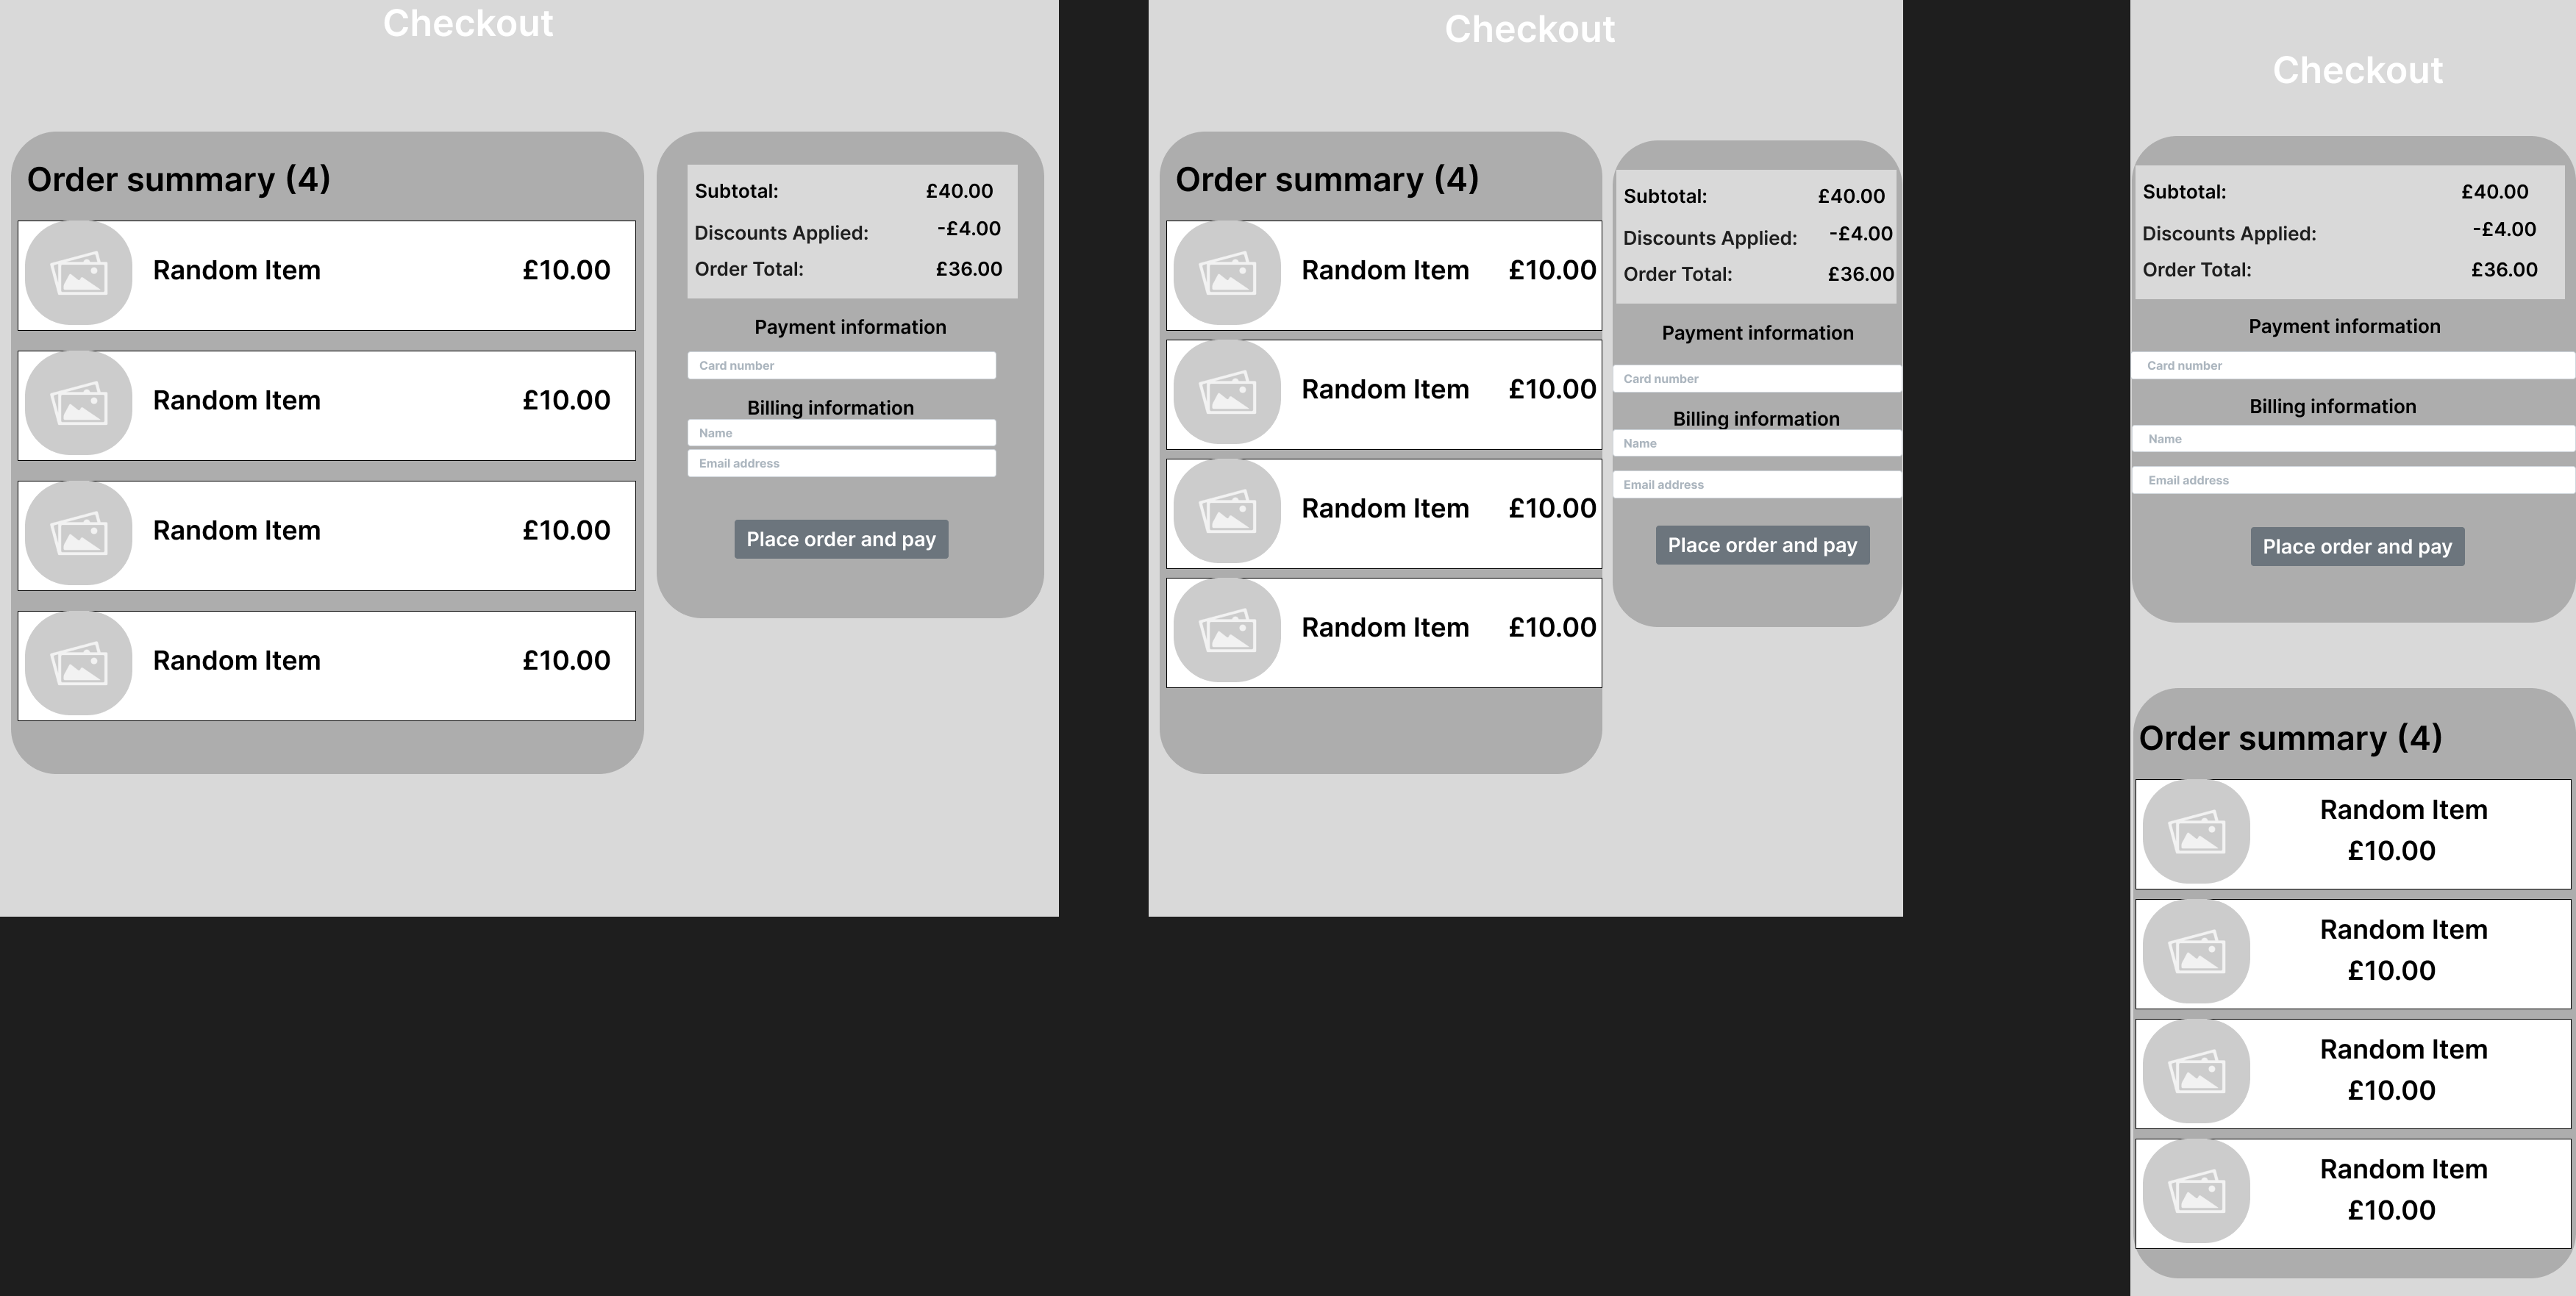 Checkout
Order summary (4)
Random Item £10.00
Random Item £10.00
Random Item £10.00
Random Item £10.00
Subtotal: £40.00
Discounts Applied: -£4.00
Order Total: £36.00
Payment information
Card number
Billing information
Name
Email address
Place order and pay
Checkout
Order summary (4)
Random Item £10.00
Random Item £10.00
Random Item £10.00
Random Item £10.00
Subtotal: £40.00
Discounts Applied: -£4.00
Order Total: £36.00
Payment information
Card number
Billing information
Name
Email address
Place order and pay
Checkout
Subtotal: £40.00
Discounts Applied: -£4.00
Order Total: £36.00
Payment information
Card number
Billing information
Name
Email address
Place order and pay
Order summary (4)
Random Item
£10.00
Random Item
£10.00
Random Item
£10.00
Random Item
£10.00